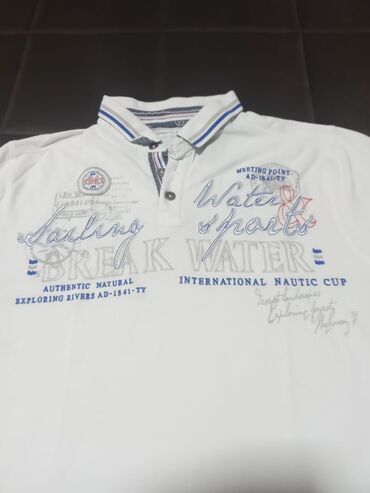 MEETING POINT
AD-1841-TY
Sailing
Water
Sports
BREAK WATER
AUTHENTIC NATURAL
EXPLORING RIVERS AD-1841-TY
INTERNATIONAL NAUTIC CUP
Exploring